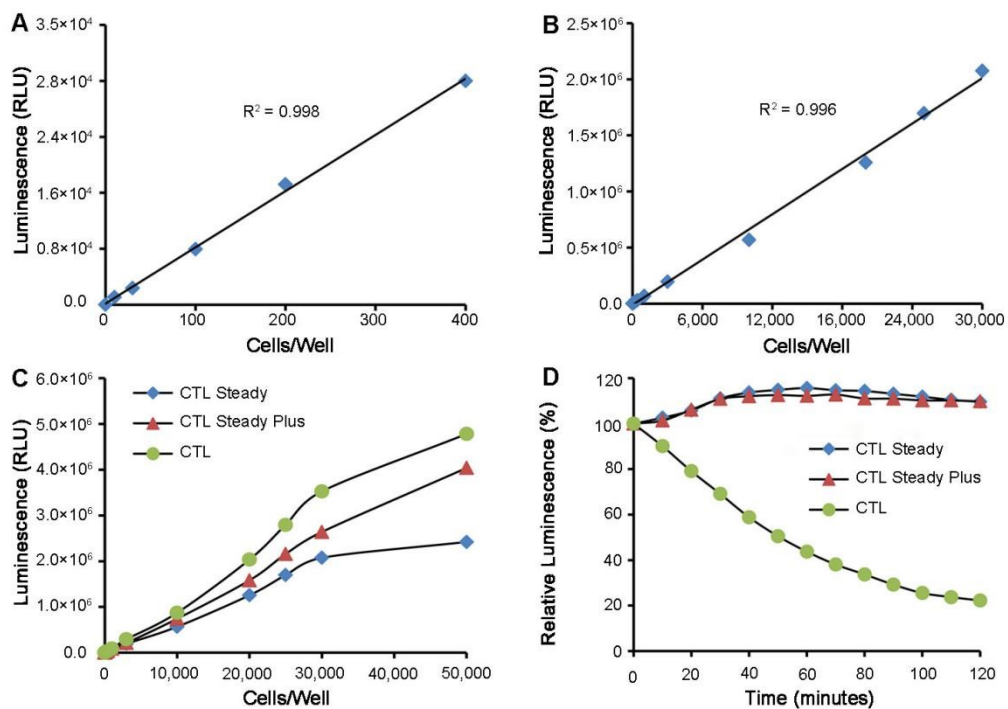 A
Luminescence (RLU)
3.5×10⁴
2.8×10⁴
2.4×10⁴
1.6×10⁴
0.8×10⁴
0.0
R² = 0.998
0 100 200 300 400
Cells/Well
B
Luminescence (RLU)
2.0×10⁶
1.5×10⁶
1.0×10⁶
0.5×10⁶
0.0
R² = 0.996
0 6,000 12,000 16,000 24,000 30,000
Cells/Well
C
Luminescence (RLU)
6.0×10⁶
5.0×10⁶
4.0×10⁶
3.0×10⁶
2.0×10⁶
1.0×10⁶
0.0
CTL Steady
CTL Steady Plus
CTL
0 10,000 20,000 30,000 40,000 50,000
Cells/Well
D
Relative Luminescence (%)
120
100
80
60
40
20
0
CTL Steady
CTL Steady Plus
CTL
0 20 40 60 80 100 120
Time (minutes)